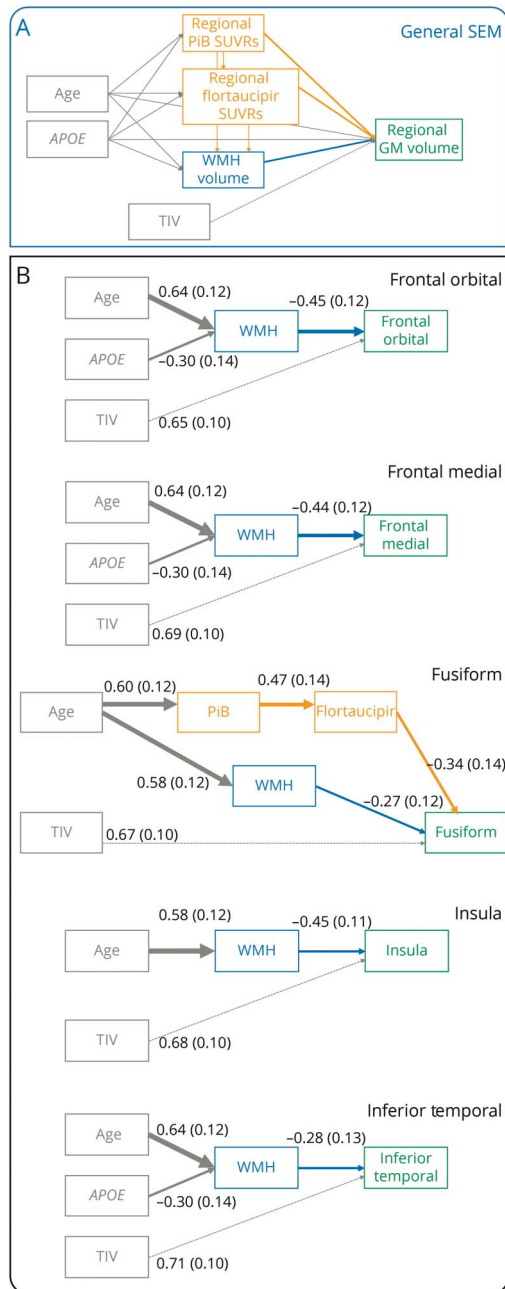 A
General SEM
Regional
PiB SUVRs
Age
Regional
flortaucipir
SUVRs
APOE
Regional
GM volume
WMH
volume
TIV
B
Frontal orbital
Age
0.64 (0.12)
–0.45 (0.12)
WMH
Frontal
orbital
APOE
–0.30 (0.14)
TIV
0.65 (0.10)
Frontal medial
Age
0.64 (0.12)
–0.44 (0.12)
WMH
Frontal
medial
APOE
–0.30 (0.14)
TIV
0.69 (0.10)
Fusiform
0.60 (0.12)
0.47 (0.14)
Age
PiB
Flortaucipir
–0.34 (0.14)
0.58 (0.12)
WMH
–0.27 (0.12)
TIV
0.67 (0.10)
Fusiform
Insula
0.58 (0.12)
–0.45 (0.11)
Age
WMH
Insula
TIV
0.68 (0.10)
Inferior temporal
Age
0.64 (0.12)
–0.28 (0.13)
WMH
Inferior
temporal
APOE
–0.30 (0.14)
TIV
0.71 (0.10)